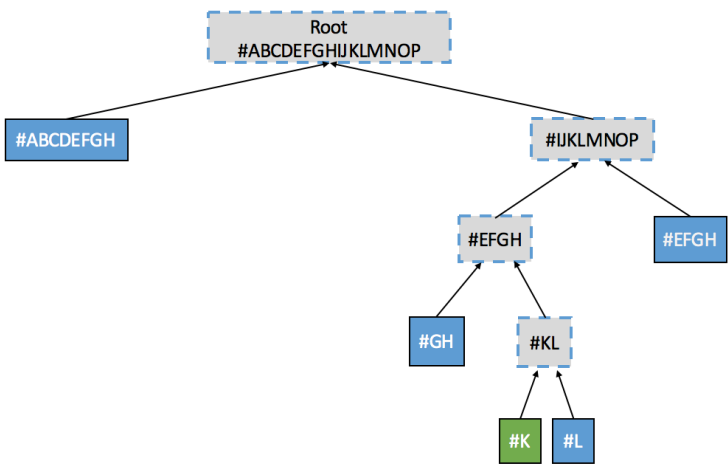 Root
#ABCDEFGHIJKLMNOP
#ABCDEFGH
#IJKLMNOP
#EFGH
#EFGH
#GH
#KL
#K
#L